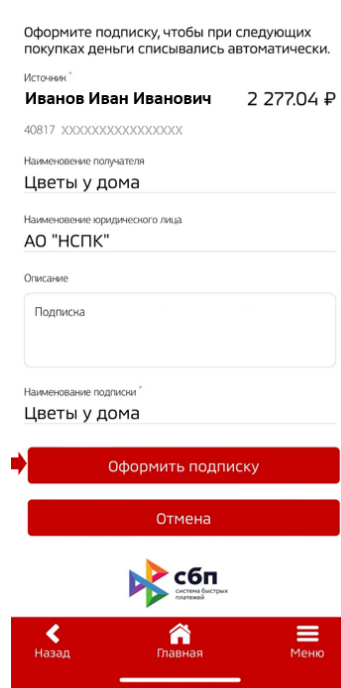 Оформите подписку, чтобы при следующих
покупках деньги списывались автоматически.
Источник *
Иванов Иван Иванович 2 277.04 ₽
40817 XXXXXXXXXXXXXXXX
Наименовение получателя
Цветы у дома
Наименовение юридического лица
АО "НСПК"
Описание
Подписка
Наименование подписки *
Цветы у дома
Оформить подписку
Отмена
сбп
система быстрых
платежей
Назад Главная Меню